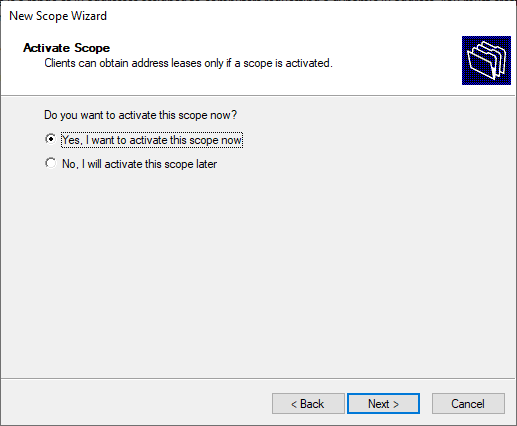 New Scope Wizard
Activate Scope
Clients can obtain address leases only if a scope is activated.
Do you want to activate this scope now?
Yes, I want to activate this scope now
No, I will activate this scope later
< Back
Next >
Cancel